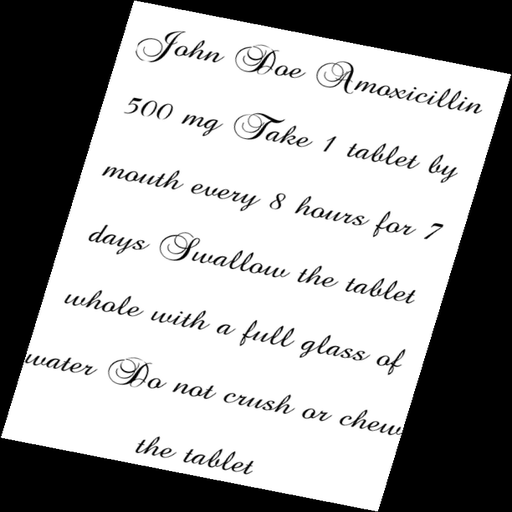 John Doe Amoxicillin
500 mg Take 1 tablet by
mouth every 8 hours for 7
days Swallow the tablet
whole with a full glass of
water Do not crush or chew
the tablet